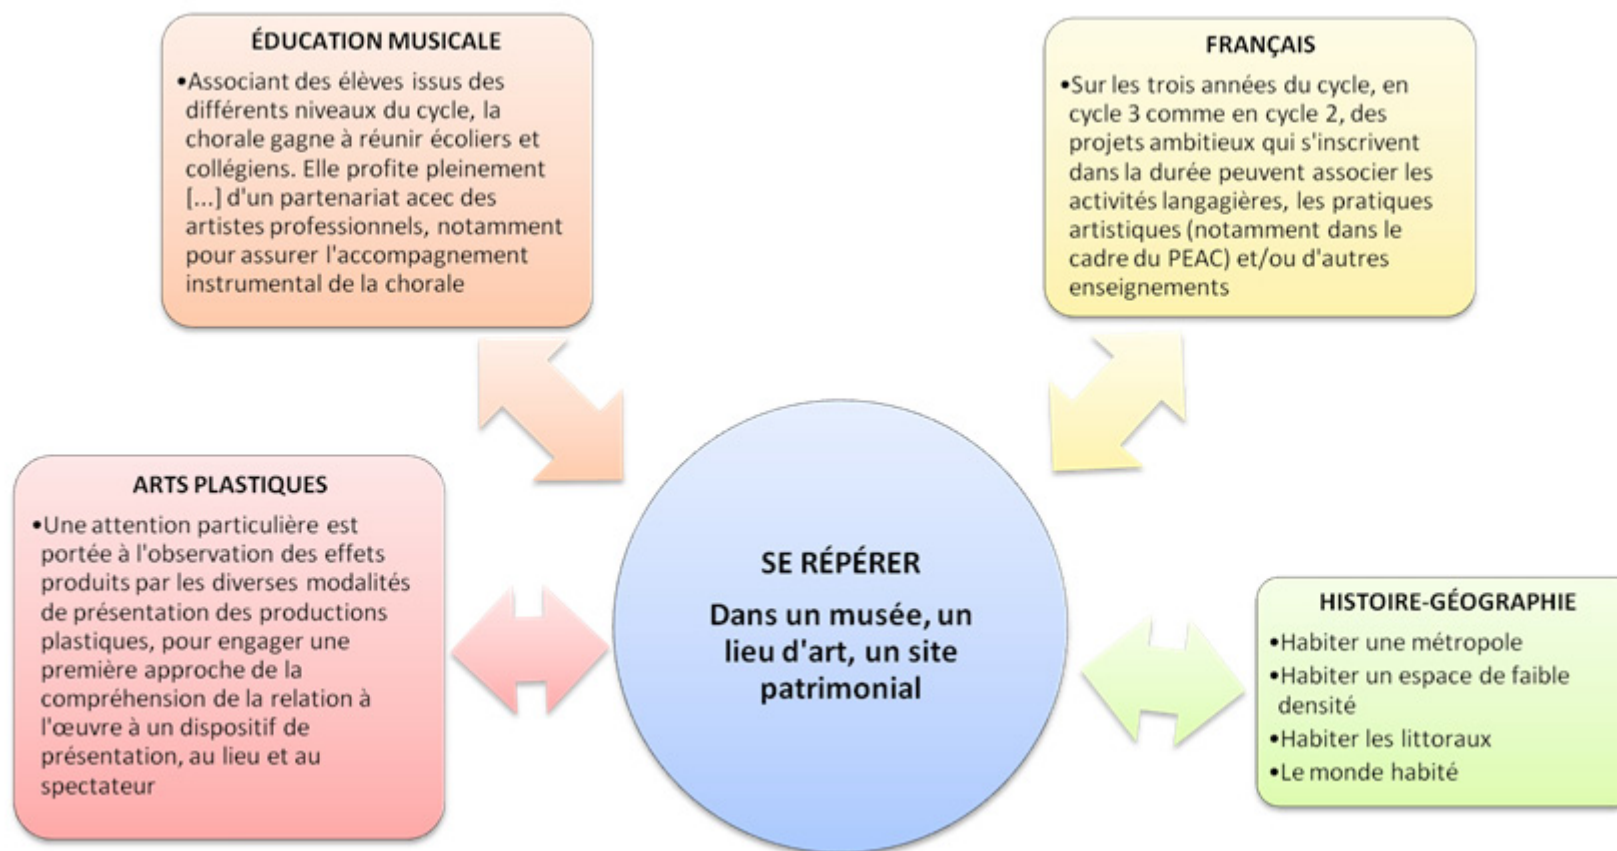 ÉDUCATION MUSICALE
•Associant des élèves issus des
différents niveaux du cycle, la
chorale gagne à réunir écoliers et
collégiens. Elle profite pleinement
[...] d'un partenariat acec des
artistes professionnels, notamment
pour assurer l'accompagnement
instrumental de la chorale
FRANÇAIS
•Sur les trois années du cycle, en
cycle 3 comme en cycle 2, des
projets ambitieux qui s'inscrivent
dans la durée peuvent associer les
activités langagières, les pratiques
artistiques (notamment dans le
cadre du PEAC) et/ou d'autres
enseignements
ARTS PLASTIQUES
•Une attention particulière est
portée à l'observation des effets
produits par les diverses modalités
de présentation des productions
plastiques, pour engager une
première approche de la
compréhension de la relation à
l'œuvre à un dispositif de
présentation, au lieu et au
spectateur
SE RÉPÉRER
Dans un musée, un
lieu d'art, un site
patrimonial
HISTOIRE-GÉOGRAPHIE
•Habiter une métropole
•Habiter un espace de faible
densité
•Habiter les littoraux
•Le monde habité